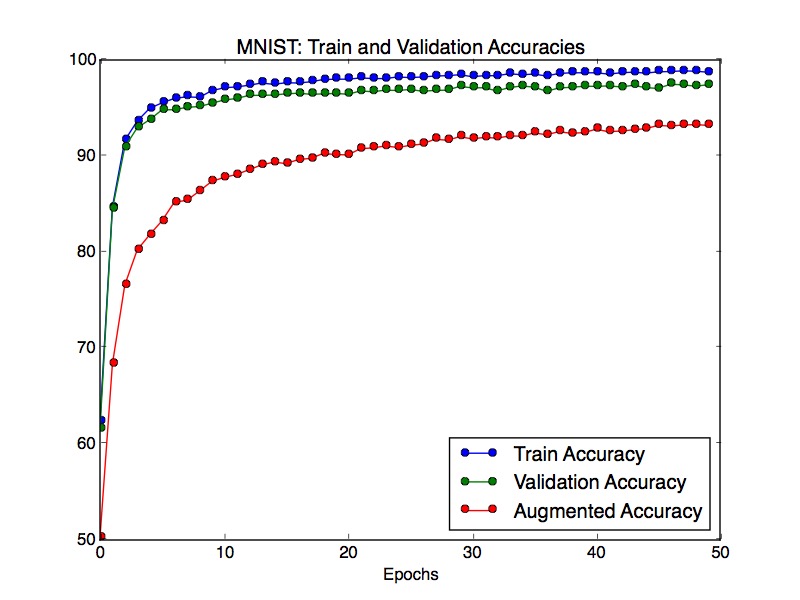 MNIST: Train and Validation Accuracies
100
90
80
70
60
50
0 10 20 30 40 50
Epochs
Train Accuracy
Validation Accuracy
Augmented Accuracy